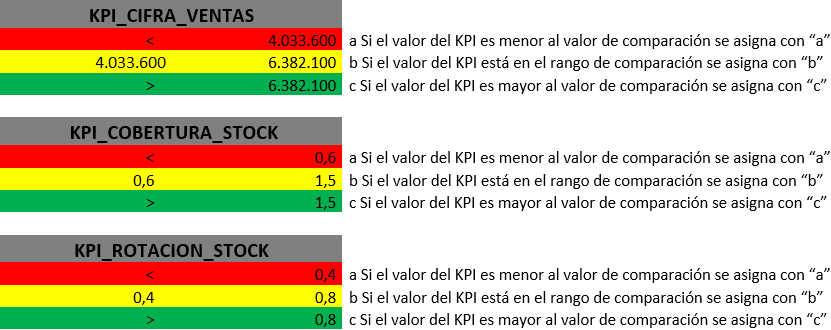 KPI_CIFRA_VENTAS
< 4.033.600 a Si el valor del KPI es menor al valor de comparación se asigna con “a”
4.033.600 6.382.100 b Si el valor del KPI está en el rango de comparación se asigna con “b”
> 6.382.100 c Si el valor del KPI es mayor al valor de comparación se asigna con “c”
KPI_COBERTURA_STOCK
< 0,6 a Si el valor del KPI es menor al valor de comparación se asigna con “a”
0,6 1,5 b Si el valor del KPI está en el rango de comparación se asigna con “b”
> 1,5 c Si el valor del KPI es mayor al valor de comparación se asigna con “c”
KPI_ROTACION_STOCK
< 0,4 a Si el valor del KPI es menor al valor de comparación se asigna con “a”
0,4 0,8 b Si el valor del KPI está en el rango de comparación se asigna con “b”
> 0,8 c Si el valor del KPI es mayor al valor de comparación se asigna con “c”